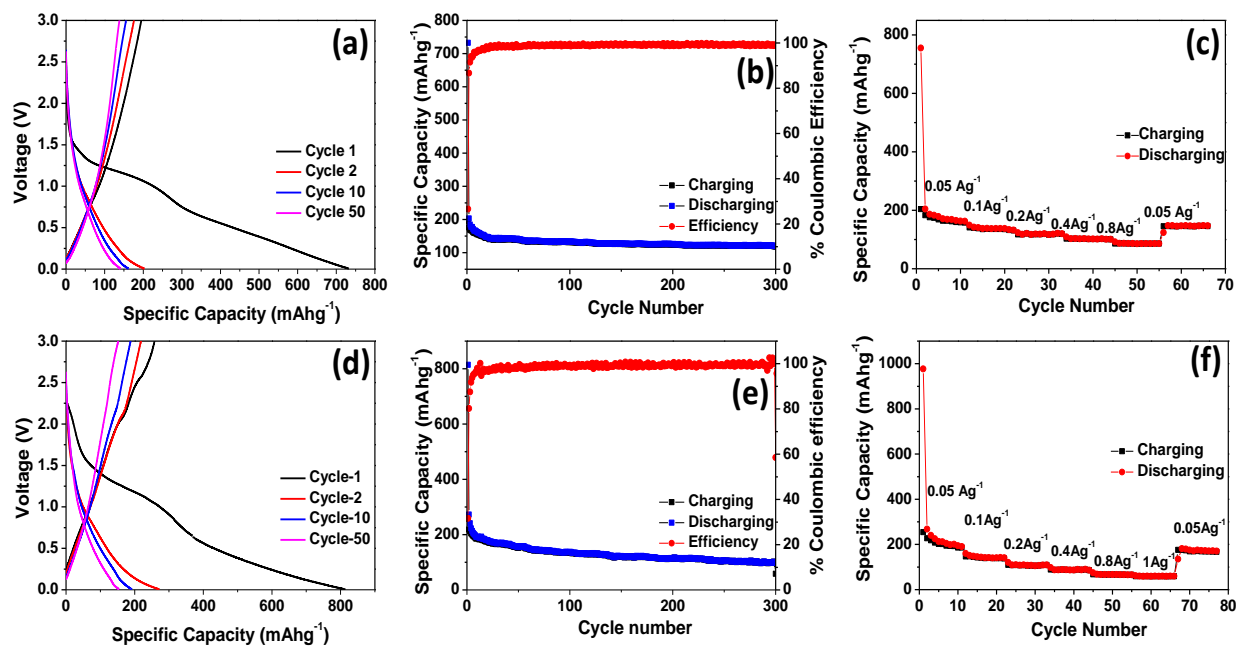 (a)
3.0
2.5
2.0
1.5
1.0
0.5
0.0
Voltage (V)
Cycle 1
Cycle 2
Cycle 10
Cycle 50
0 100 200 300 400 500 600 700 800
Specific Capacity (mAhg⁻¹)
(b)
800
700
600
500
400
300
200
100
Specific Capacity (mAhg⁻¹)
Charging
Discharging
Efficiency
100
80
60
40
20
0
% Coulombic Efficiency
0 100 200 300
Cycle Number
(c)
800
600
400
200
0
Specific Capacity (mAhg⁻¹)
Charging
Discharging
0.05 Ag⁻¹
0.1Ag⁻¹
0.2Ag⁻¹
0.4Ag⁻¹
0.8Ag⁻¹
0.05 Ag⁻¹
0 10 20 30 40 50 60 70
Cycle Number
(d)
3.0
2.5
2.0
1.5
1.0
0.5
0.0
Voltage (V)
Cycle-1
Cycle-2
Cycle-10
Cycle-50
0 200 400 600 800
Specific Capacity (mAhg⁻¹)
(e)
800
600
400
200
0
Specific Capacity (mAhg⁻¹)
Charging
Discharging
Efficiency
100
80
60
40
20
0
% Coulombic efficiency
0 100 200 300
Cycle number
(f)
1000
800
600
400
200
0
Specific Capacity (mAhg⁻¹)
Charging
Discharging
0.05 Ag⁻¹
0.1Ag⁻¹
0.2Ag⁻¹
0.4Ag⁻¹
0.8Ag⁻¹
1Ag⁻¹
0.05Ag⁻¹
0 10 20 30 40 50 60 70 80
Cycle Number